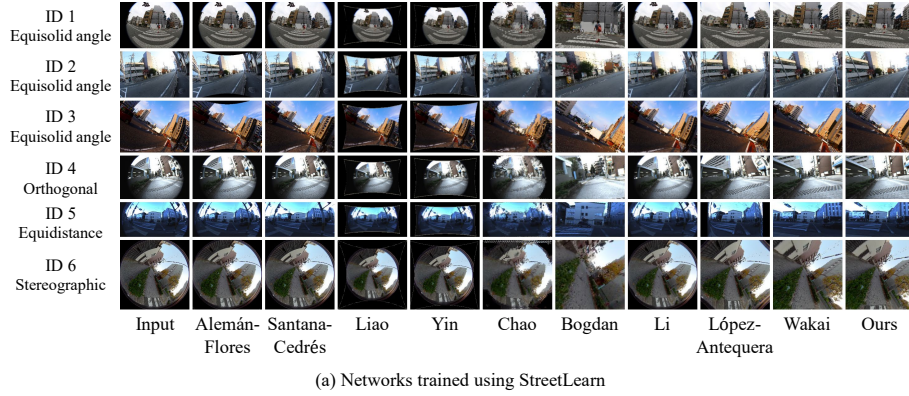 ID 1
Equisolid angle
ID 2
Equisolid angle
ID 3
Equisolid angle
ID 4
Orthogonal
ID 5
Equidistance
ID 6
Stereographic
Input
Alemán-
Flores
Santana-
Cedrés
Liao
Yin
Chao
Bogdan
Li
López-
Antequera
Wakai
Ours
(a) Networks trained using StreetLearn